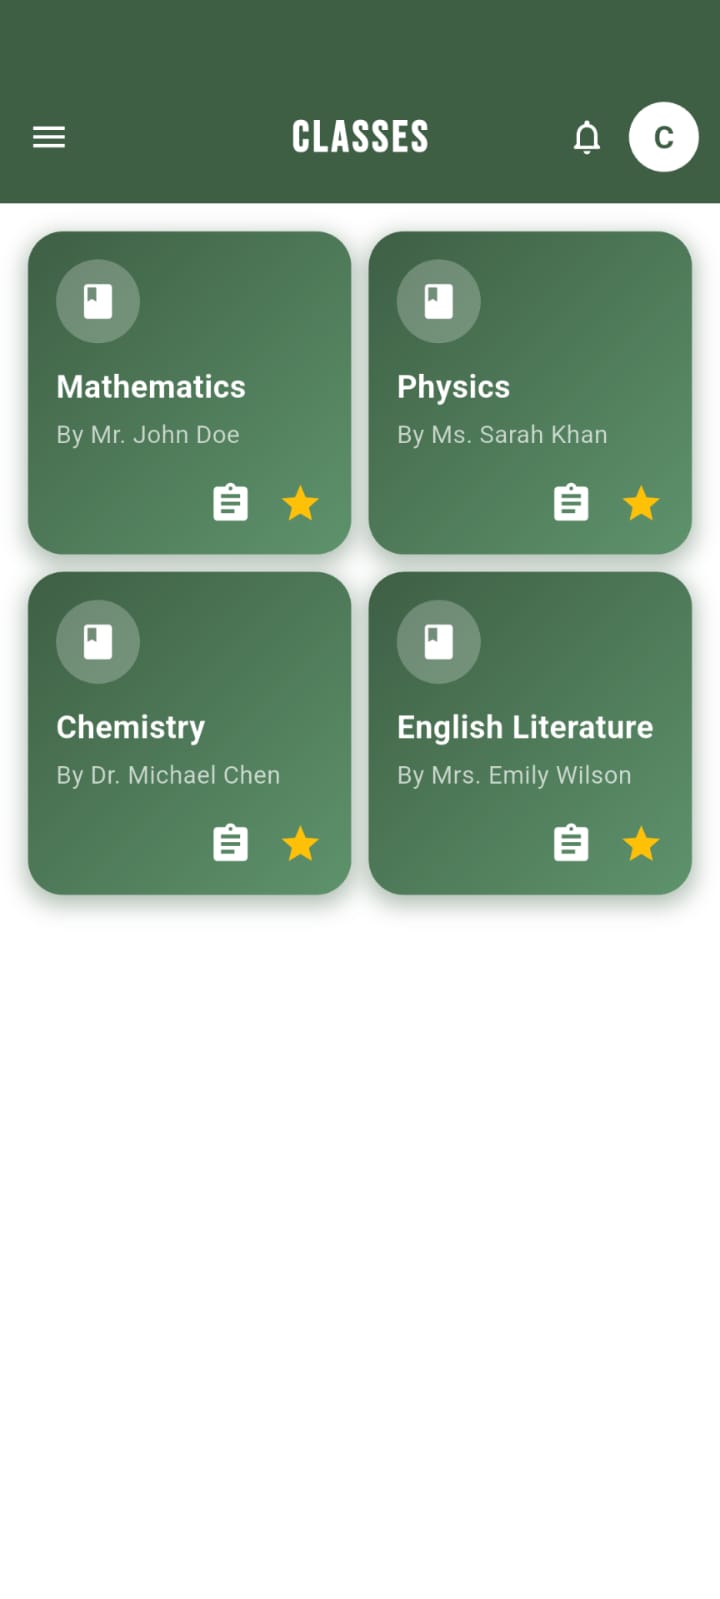 CLASSES
C
Mathematics
By Mr. John Doe
Physics
By Ms. Sarah Khan
Chemistry
By Dr. Michael Chen
English Literature
By Mrs. Emily Wilson